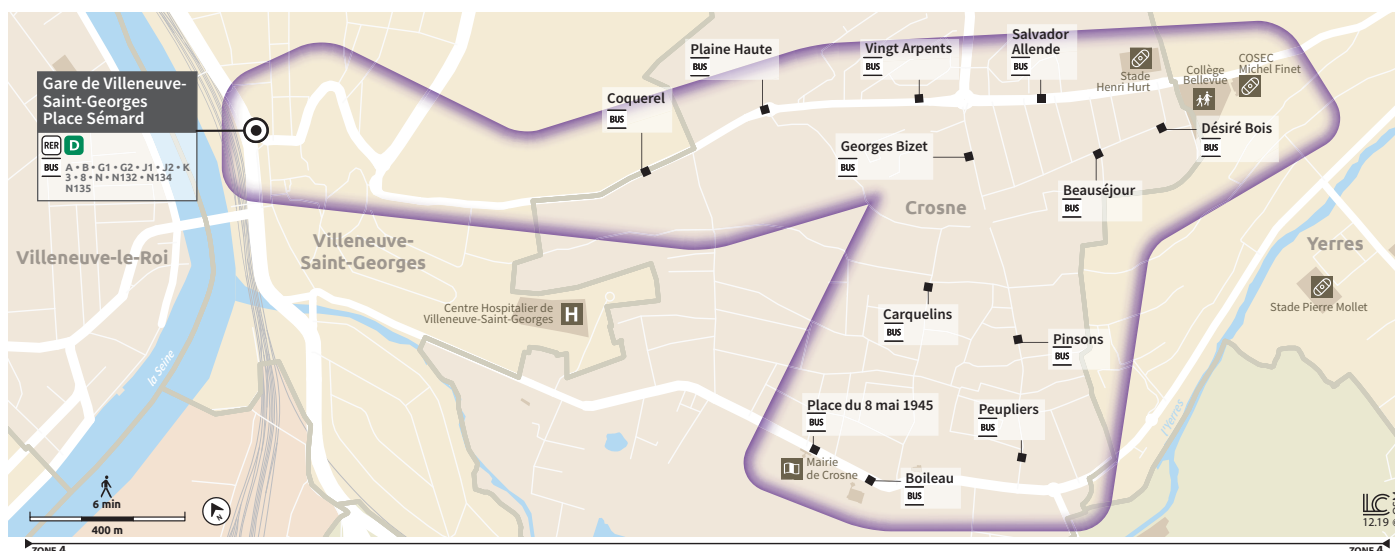 Gare de Villeneuve-
Saint-Georges
Place Sémard
RER D
BUS A • B • G1 • G2 • J1 • J2 • K
3 • 8 • N • N132 • N134
N135
Coquerel
BUS
Plaine Haute
BUS
Vingt Arpents
BUS
Salvador
Allende
BUS
Stade
Henri Hurt
Collège
Bellevue
COSEC
Michel Finet
Désiré Bois
BUS
Georges Bizet
BUS
Beauséjour
BUS
Crosne
Villeneuve-le-Roi
Villeneuve-
Saint-Georges
Yerres
Stade Pierre Mollet
Centre Hospitalier de
Villeneuve-Saint-Georges
H
Carquelins
BUS
Pinsons
BUS
la Seine
l'Yerres
Place du 8 mai 1945
BUS
Peupliers
BUS
Mairie
de Crosne
Boileau
BUS
6 min
400 m
N
LC
12.19
ZONE 4
ZONE 4